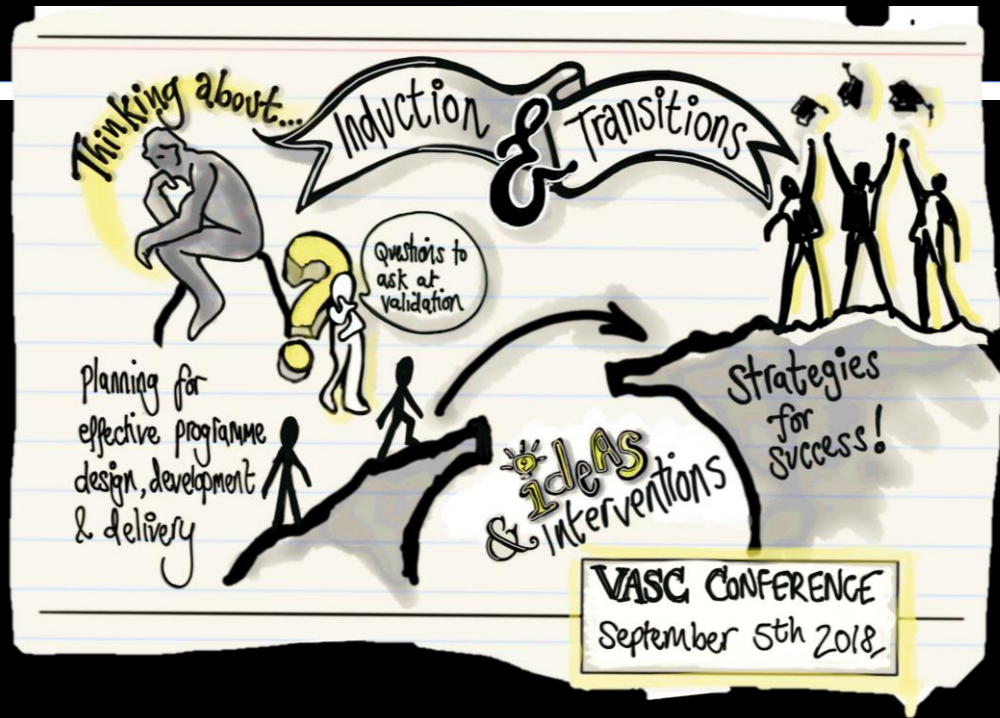 Thinking about...
Induction & Transitions
Questions to
ask at
validation
planning for
effective programme
design, development
& delivery
ideas
& Interventions
Strategies
for
success!
VASC CONFERENCE
September 5th 2018